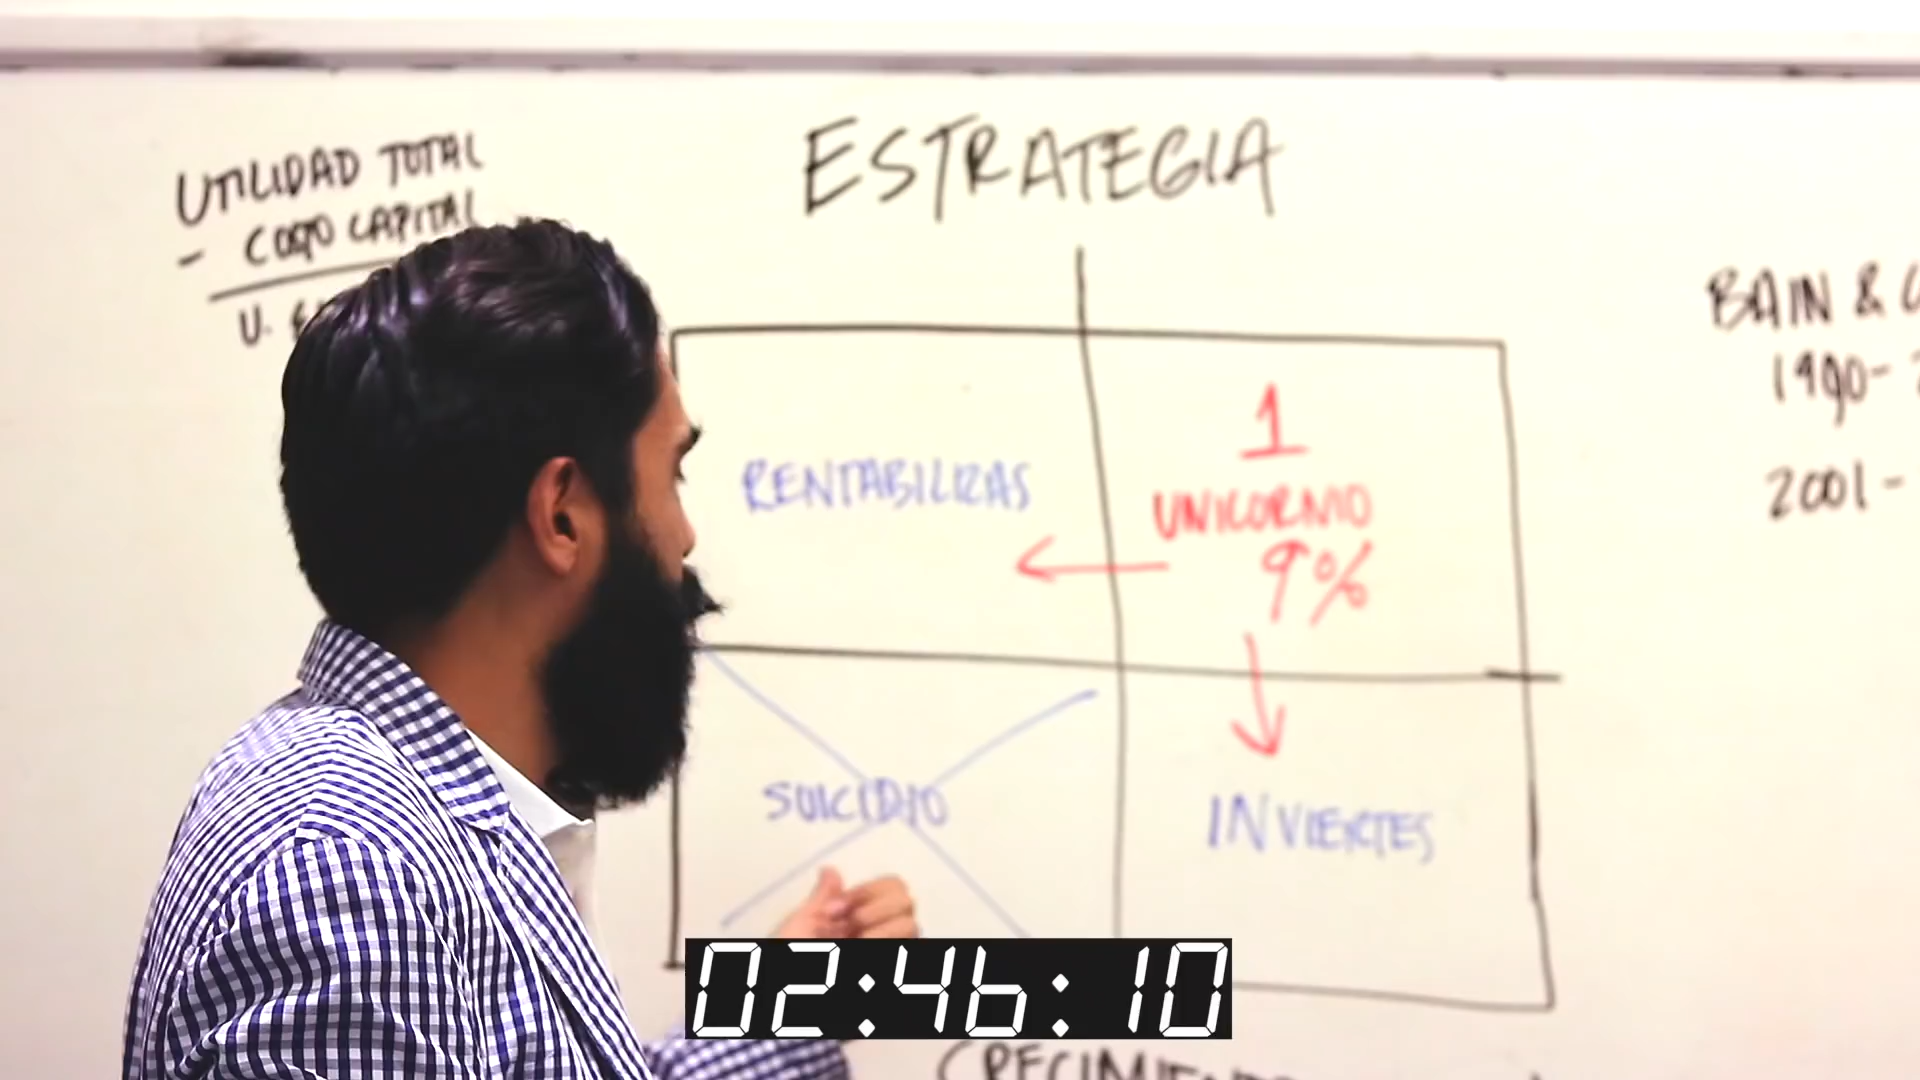 ESTRATEGIA
UTILIDAD TOTAL
- COSTO CAPITAL
U.
BAIN &
1990-
2001-
RENTABILIZAS
1
UNICORNIO
9%
SUICIDIO
INVIERTES
02:46:10
CRECIMIENTO